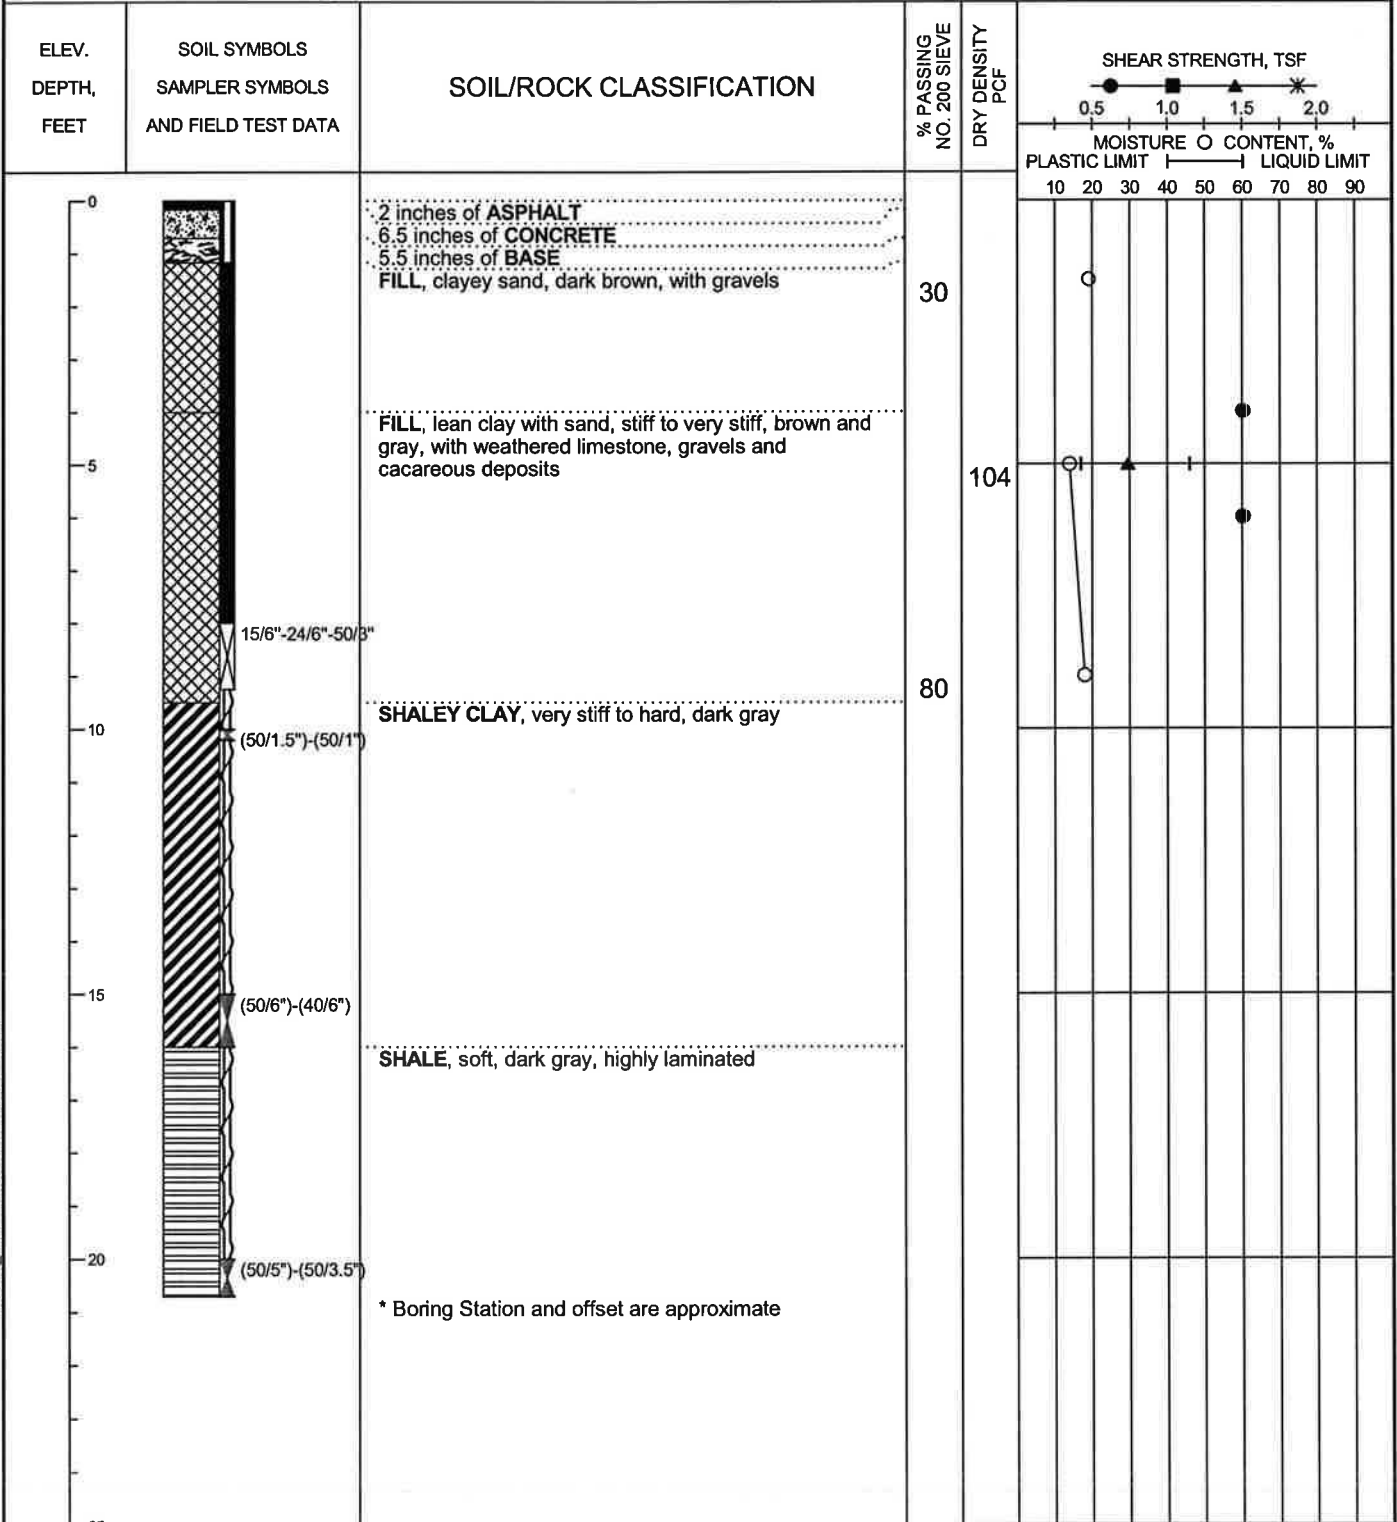 ELEV.
DEPTH,
FEET
SOIL SYMBOLS
SAMPLER SYMBOLS
AND FIELD TEST DATA
SOIL/ROCK CLASSIFICATION
% PASSING
NO. 200 SIEVE
DRY DENSITY
PCF
SHEAR STRENGTH, TSF
0.5 1.0 1.5 2.0
MOISTURE CONTENT, %
PLASTIC LIMIT LIQUID LIMIT
10 20 30 40 50 60 70 80 90
0
2 inches of ASPHALT
6.5 inches of CONCRETE
5.5 inches of BASE
FILL, clayey sand, dark brown, with gravels
30
FILL, lean clay with sand, stiff to very stiff, brown and
gray, with weathered limestone, gravels and
cacareous deposits
5
104
15/6"-24/6"-50/3"
80
SHALEY CLAY, very stiff to hard, dark gray
10
(50/1.5")-(50/1")
15
(50/6")-(40/6")
SHALE, soft, dark gray, highly laminated
20
(50/5")-(50/3.5")
* Boring Station and offset are approximate